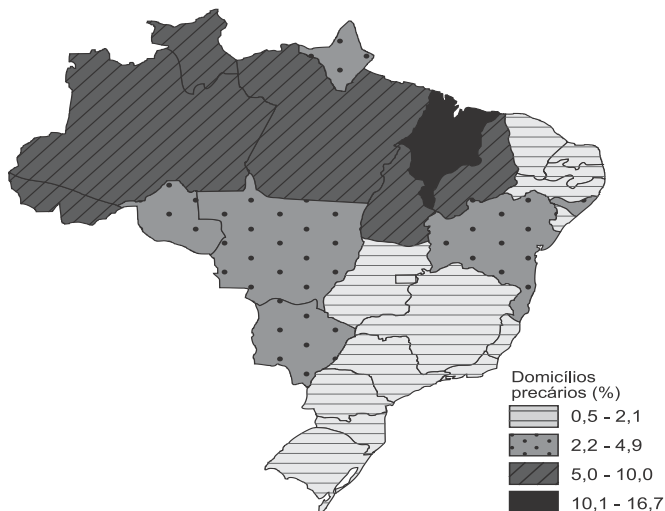 Domicílios
precários (%)
0,5 - 2,1
2,2 - 4,9
5,0 - 10,0
10,1 - 16,7